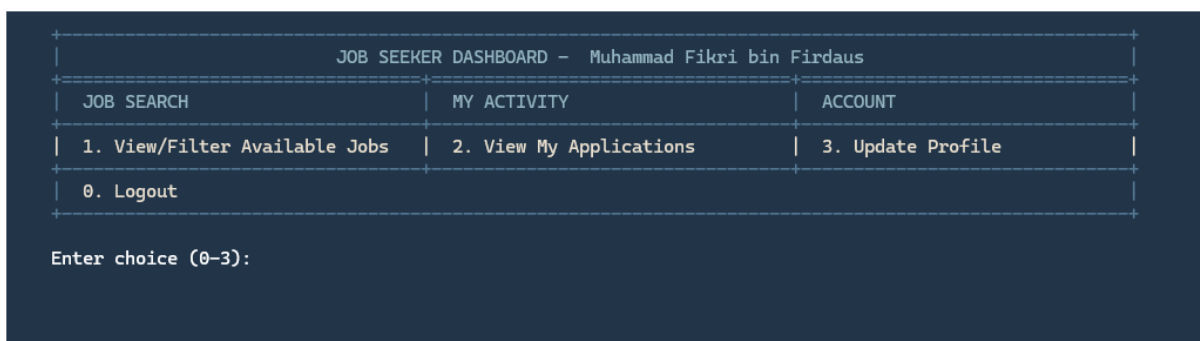 JOB SEEKER DASHBOARD - Muhammad Fikri bin Firdaus
JOB SEARCH | MY ACTIVITY | ACCOUNT
1. View/Filter Available Jobs | 2. View My Applications | 3. Update Profile
0. Logout
Enter choice (0-3):